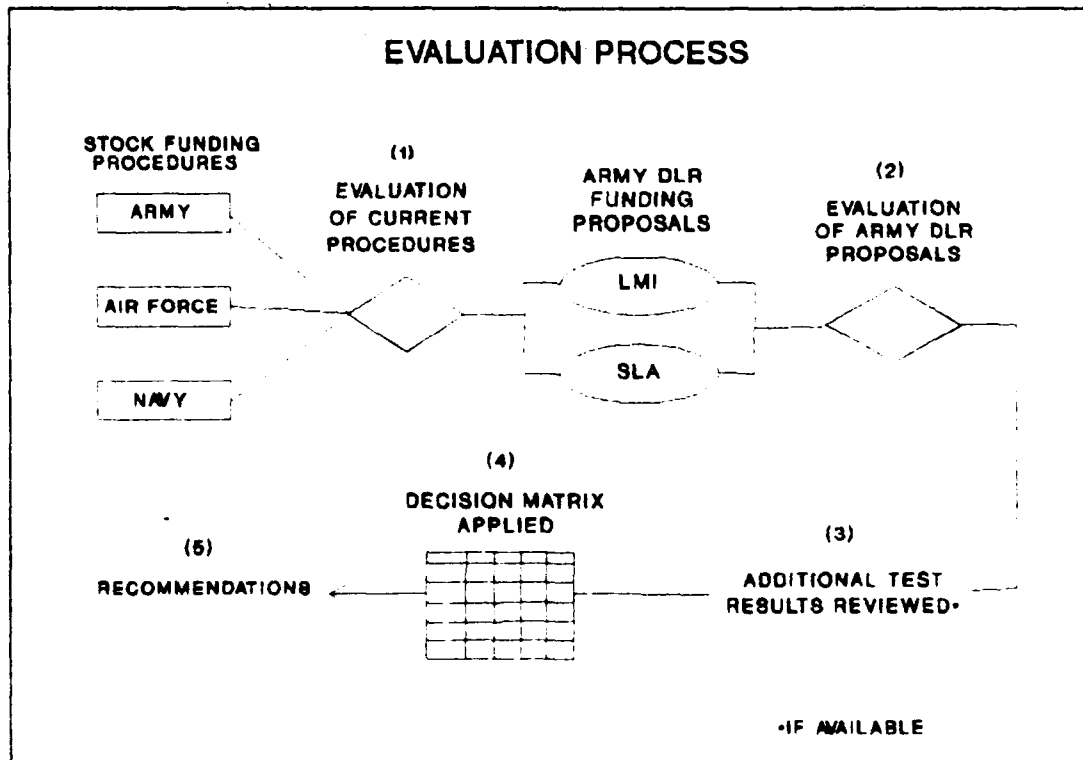 EVALUATION PROCESS
STOCK FUNDING
PROCEDURES
ARMY
AIR FORCE
NAVY
(1)
EVALUATION
OF CURRENT
PROCEDURES
ARMY DLR
FUNDING
PROPOSALS
LMI
SLA
(2)
EVALUATION
OF ARMY DLR
PROPOSALS
(3)
ADDITIONAL TEST
RESULTS REVIEWED*
(4)
DECISION MATRIX
APPLIED
(5)
RECOMMENDATIONS
*IF AVAILABLE